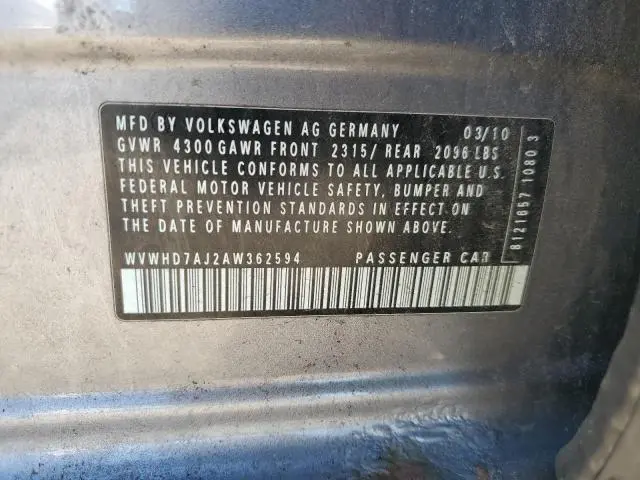 MFD BY VOLKSWAGEN AG GERMANY 03/10
GVWR 4300 GAWR FRONT 2315/ REAR 2096 LBS
THIS VEHICLE CONFORMS TO ALL APPLICABLE U.S.
FEDERAL MOTOR VEHICLE SAFETY, BUMPER AND
THEFT PREVENTION STANDARDS IN EFFECT ON
THE DATE OF MANUFACTURE SHOWN ABOVE.
WVWHD7AJ2AW362594 PASSENGER CAR
8121657 1080 3